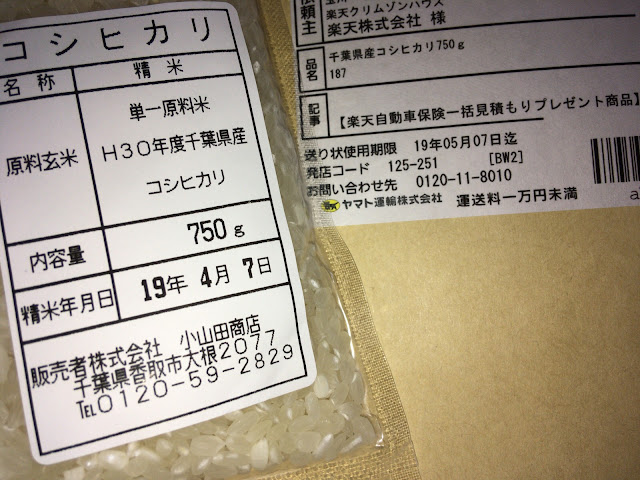 コシヒカリ
名称 精米
原料玄米
単一原料米
H30年度千葉県産
コシヒカリ
内容量 750g
精米年月日 19年 4月 7日
販売者株式会社 小山田商店
千葉県香取市大根2077
TEL0120-59-2829
依頼主
楽天クリムゾンハウス
楽天株式会社 様
品名
千葉県産コシヒカリ750g
187
記事
【楽天自動車保険一括見積もりプレゼント商品】
送り状使用期限 19年05月07日迄
発店コード 125-251 [BW2]
お問い合わせ先 0120-11-8010
ヤマト運輸株式会社 運送料一万円未満